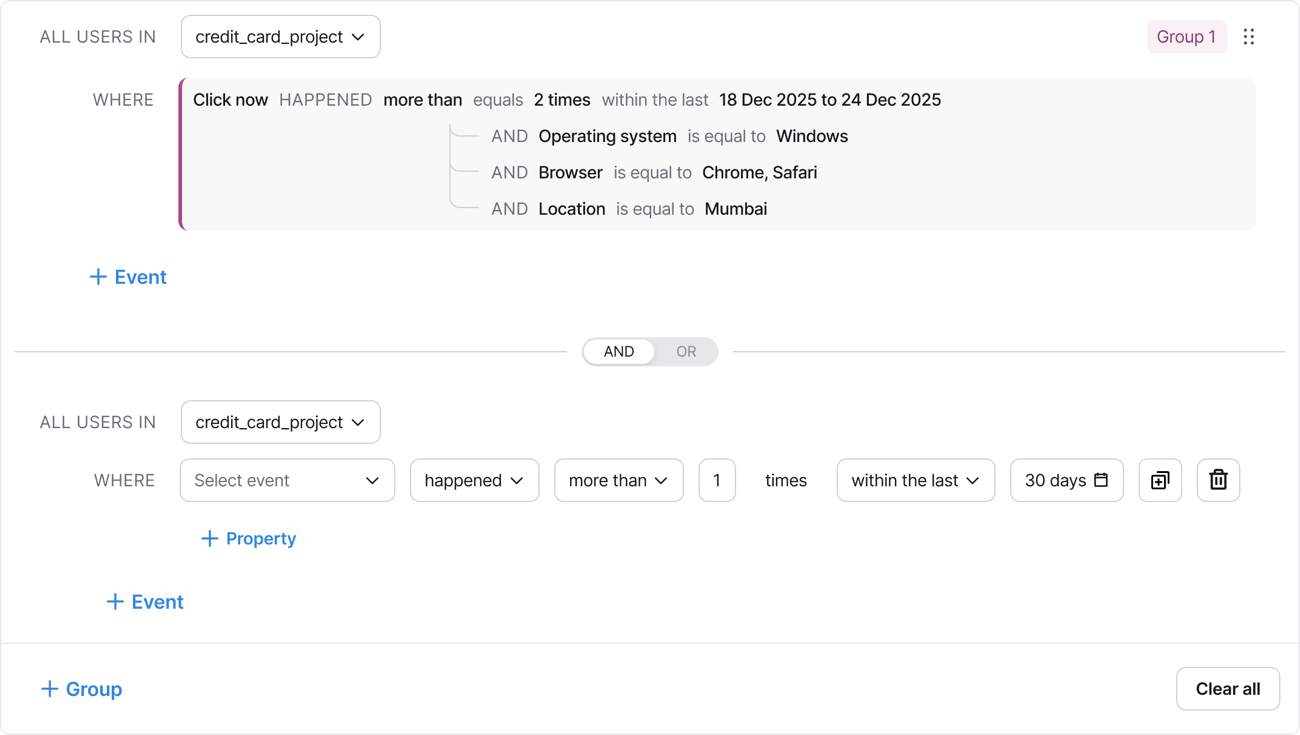 ALL USERS IN credit_card_project Group 1
WHERE Click now HAPPENED more than equals 2 times within the last 18 Dec 2025 to 24 Dec 2025
AND Operating system is equal to Windows
AND Browser is equal to Chrome, Safari
AND Location is equal to Mumbai
+ Event
AND OR
ALL USERS IN credit_card_project
WHERE Select event happened more than 1 times within the last 30 days
+ Property
+ Event
+ Group Clear all